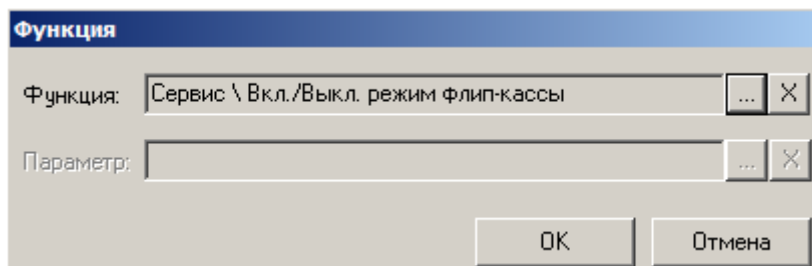 Функция
Функция: Сервис \ Вкл./Выкл. режим флип-кассы ... X
Параметр: ... X
OK Отмена